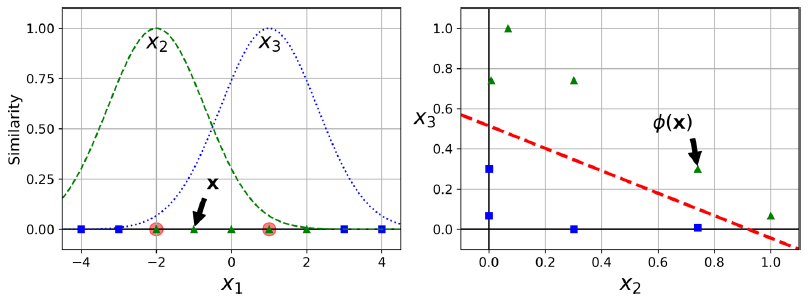 1.00
0.75
0.50
0.25
0.00
Similarity
x₂
x₃
x
−4 −2 0 2 4
x₁
1.0
0.8
0.6
0.4
0.2
0.0
x₃
ϕ(x)
0.0 0.2 0.4 0.6 0.8 1.0
x₂